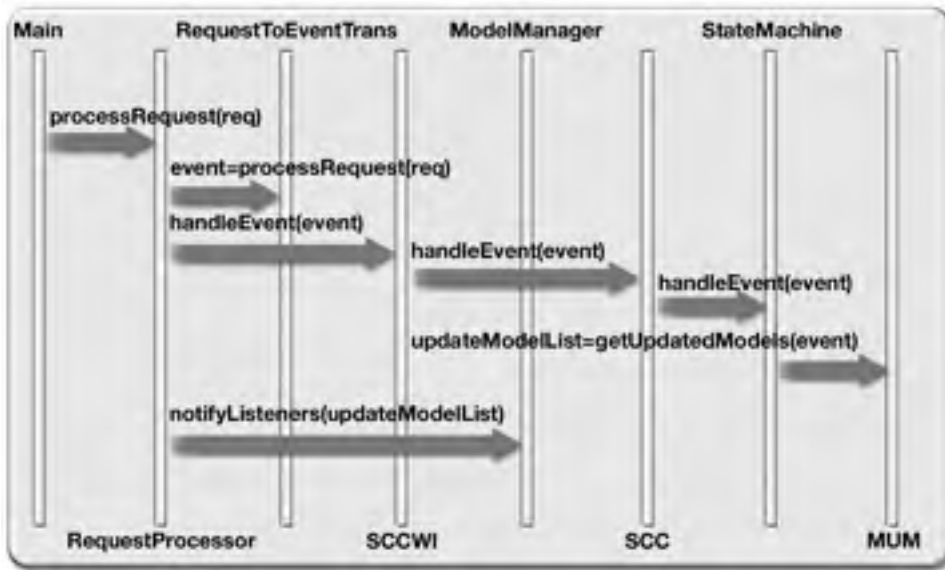 Main RequestToEventTrans ModelManager StateMachine
processRequest(req)
event=processRequest(req)
handleEvent(event)
handleEvent(event)
handleEvent(event)
updateModelList=getUpdatedModels(event)
notifyListeners(updateModelList)
RequestProcessor SCCWI SCC MUM